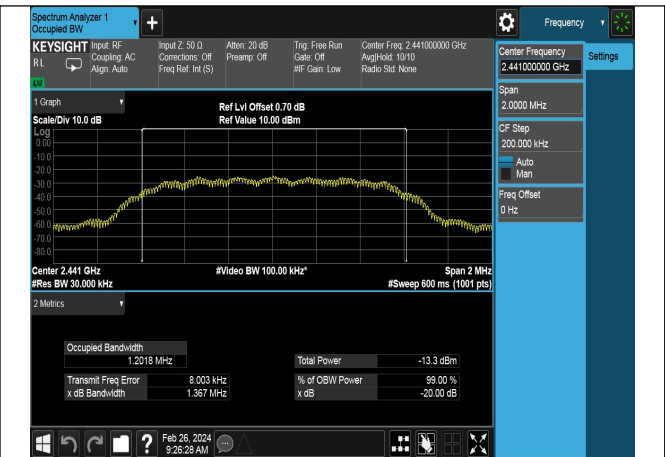 Spectrum Analyzer 1
Occupied BW
Frequency
KEYSIGHT
RL
Input: RF
Coupling: AC
Align: Auto
Input Z: 50 Ω
Corrections: Off
Freq Ref: Int (S)
Atten: 20 dB
Preamp: Off
Trig: Free Run
Gate: Off
#IF Gain: Low
Center Freq: 2.441000000 GHz
Avg|Hold: 10/10
Radio Std: None
Center Frequency
2.441000000 GHz
Settings
Span
2.0000 MHz
CF Step
200.000 kHz
Auto
Man
Freq Offset
0 Hz
1 Graph
Scale/Div 10.0 dB
Ref Lvl Offset 0.70 dB
Ref Value 10.00 dBm
Log
0.00
-10.0
-20.0
-30.0
-40.0
-50.0
-60.0
-70.0
-80.0
Center 2.441 GHz
#Video BW 100.00 kHz*
Span 2 MHz
#Res BW 30.000 kHz
#Sweep 600 ms (1001 pts)
2 Metrics
Occupied Bandwidth
1.2018 MHz
Total Power -13.3 dBm
Transmit Freq Error 8.003 kHz
% of OBW Power 99.00 %
x dB Bandwidth 1.367 MHz
x dB -20.00 dB
?
Feb 26, 2024
9:26:28 AM